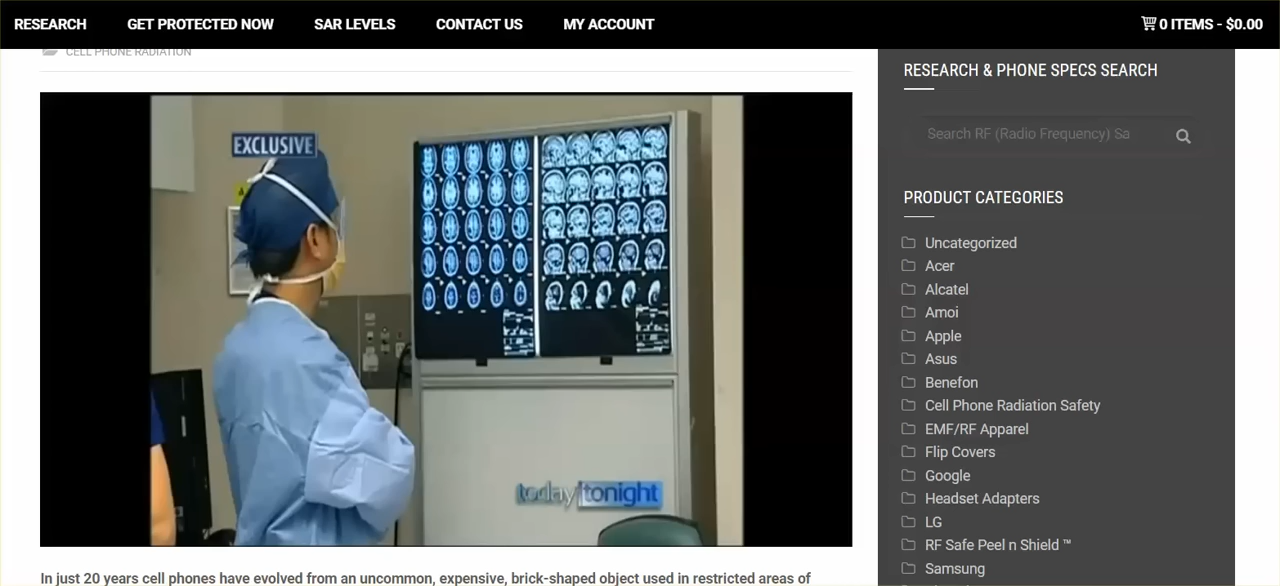 RESEARCH
GET PROTECTED NOW
SAR LEVELS
CONTACT US
MY ACCOUNT
0 ITEMS - $0.00
CELL PHONE RADIATION
EXCLUSIVE
today tonight
In just 20 years cell phones have evolved from an uncommon, expensive, brick-shaped object used in restricted areas of
RESEARCH & PHONE SPECS SEARCH
Search RF (Radio Frequency) Sa
PRODUCT CATEGORIES
Uncategorized
Acer
Alcatel
Amoi
Apple
Asus
Benefon
Cell Phone Radiation Safety
EMF/RF Apparel
Flip Covers
Google
Headset Adapters
LG
RF Safe Peel n Shield ™
Samsung